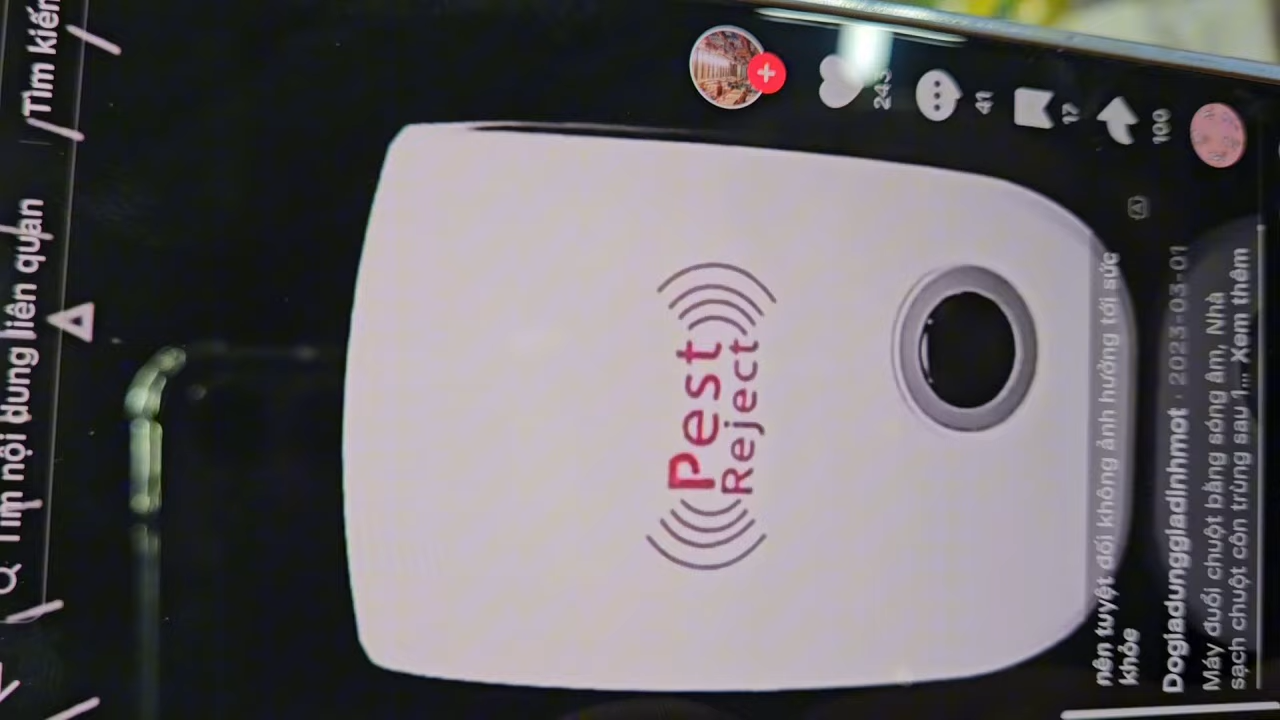 Tìm nội dung liên quan
Tìm kiếm
Pest
Reject
243
41
17
100
nên tuyệt đối không ảnh hưởng tới sức
khỏe
Dogiadunggiadinhmot · 2023-03-01
Máy đuổi chuột bằng sóng âm, Nhà
sạch chuột côn trùng sau 1... Xem thêm